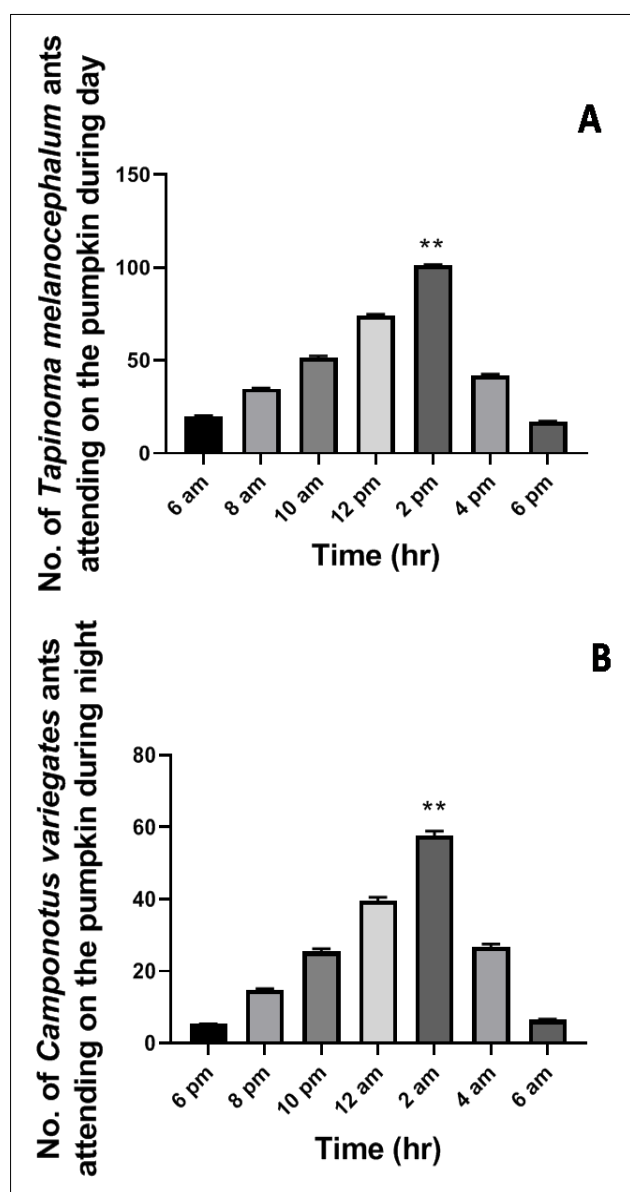 A
No. of Tapinoma melanocephalum ants
attending on the pumpkin during day
150
100
50
0
**
6 am
8 am
10 am
12 pm
2 pm
4 pm
6 pm
Time (hr)
B
No. of Camponotus variegates ants
attending on the pumpkin during night
80
60
40
20
0
**
6 pm
8 pm
10 pm
12 am
2 am
4 am
6 am
Time (hr)